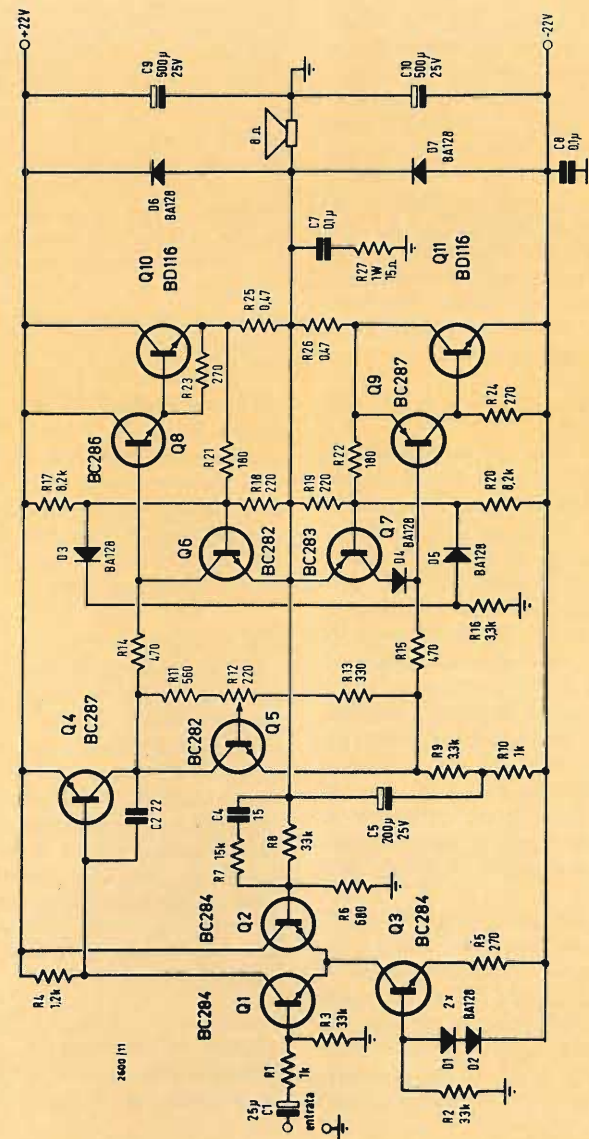 +22V
-22V
C9
500µ
25V
C10
500µ
25V
8Ω
D6
BA128
D7
BA128
C8
0,1µ
C7
0,1µ
R27
1W
15Ω
Q10
BD116
Q11
BD116
R25
0,47
R26
0,47
R23
270
R24
270
Q8
BC286
Q9
BC287
R21
180
R22
180
R17
8,2k
R18
220
R19
220
R20
8,2k
D3
BA128
Q6
BC282
Q7
BC283
D4
BA128
D5
BA128
R16
3,3k
R14
470
R15
470
R11
560
R12
220
R13
330
Q4
BC287
Q5
BC282
R9
3,3k
R10
1k
C2 22
C4
15
R7
15k
R8
33k
C5
200µ
25V
R6
680
Q2
BC284
Q3
BC284
R4
1,2k
Q1
BC284
R5
270
2x
BA128
D1
D2
R3
33k
R1
1k
25µ
C1
entrata
R2
33k
2600/11